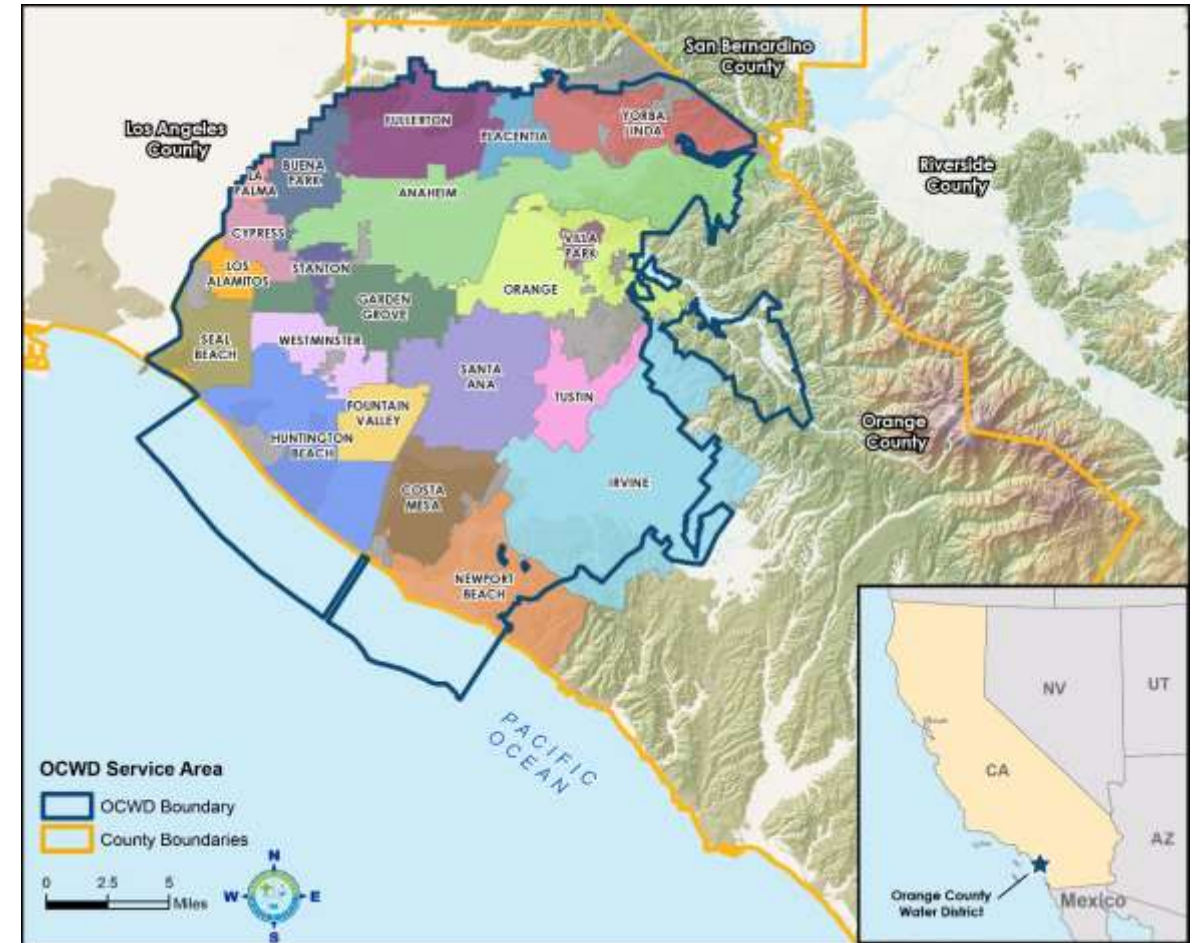 San Bernardino
County
Los Angeles
County
Riverside
County
FULLERTON
PLACENTIA
YORBA
LINDA
BUENA
PARK
LA
PALMA
ANAHEIM
CYPRESS
VILLA
PARK
LOS
ALAMITOS
STANTON
ORANGE
GARDEN
GROVE
SEAL
BEACH
WESTMINSTER
SANTA
ANA
TUSTIN
FOUNTAIN
VALLEY
Orange
County
HUNTINGTON
BEACH
COSTA
MESA
IRVINE
NEWPORT
BEACH
PACIFIC
OCEAN
OCWD Service Area
OCWD Boundary
County Boundaries
0 2.5 5
Miles
N
W E
S
NV
UT
CA
AZ
Orange County
Water District
Mexico